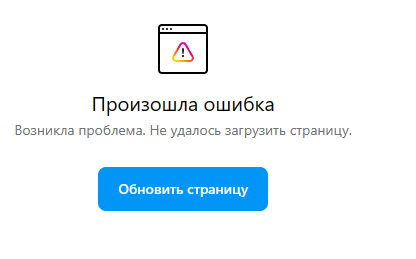 Произошла ошибка
Возникла проблема. Не удалось загрузить страницу.
Обновить страницу